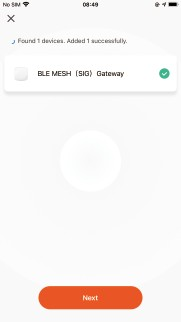 No SIM 08:49
Found 1 devices. Added 1 successfully.
BLE MESH（SIG）Gateway
Next